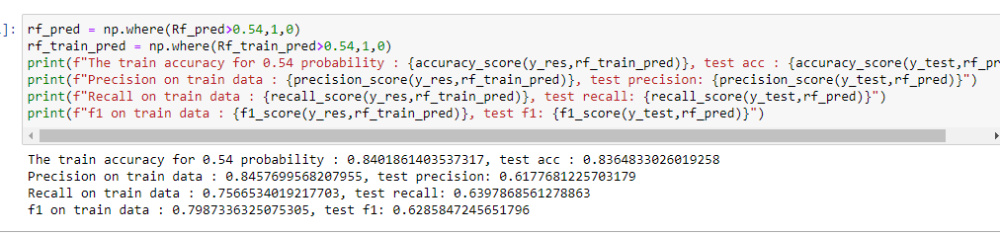 ]: rf_pred = np.where(Rf_pred>0.54,1,0)
rf_train_pred = np.where(Rf_train_pred>0.54,1,0)
print(f"The train accuracy for 0.54 probability : {accuracy_score(y_res,rf_train_pred)}, test acc : {accuracy_score(y_test,rf_pr
print(f"Precision on train data : {precision_score(y_res,rf_train_pred)}, test precision: {precision_score(y_test,rf_pred)}")
print(f"Recall on train data : {recall_score(y_res,rf_train_pred)}, test recall: {recall_score(y_test,rf_pred)}")
print(f"f1 on train data : {f1_score(y_res,rf_train_pred)}, test f1: {f1_score(y_test,rf_pred)}")
The train accuracy for 0.54 probability : 0.8401861403537317, test acc : 0.8364833026019258
Precision on train data : 0.8457699568207955, test precision: 0.6177681225703179
Recall on train data : 0.7566534019217703, test recall: 0.6397868561278863
f1 on train data : 0.7987336325075305, test f1: 0.6285847245651796